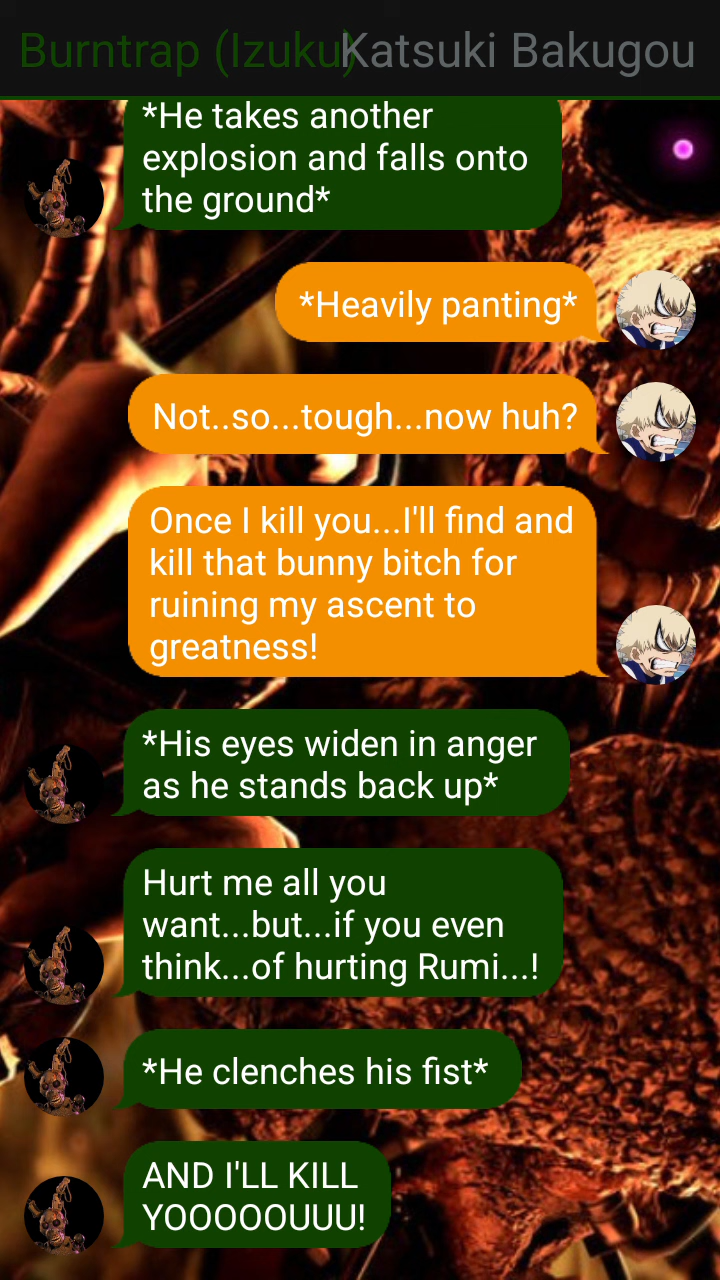 Burntrap (Izuku)
Katsuki Bakugou
*He takes another
explosion and falls onto
the ground*
*Heavily panting*
Not..so...tough...now huh?
Once I kill you...I'll find and
kill that bunny bitch for
ruining my ascent to
greatness!
*His eyes widen in anger
as he stands back up*
Hurt me all you
want...but...if you even
think...of hurting Rumi...!
*He clenches his fist*
AND I'LL KILL
YOOOOOUUU!